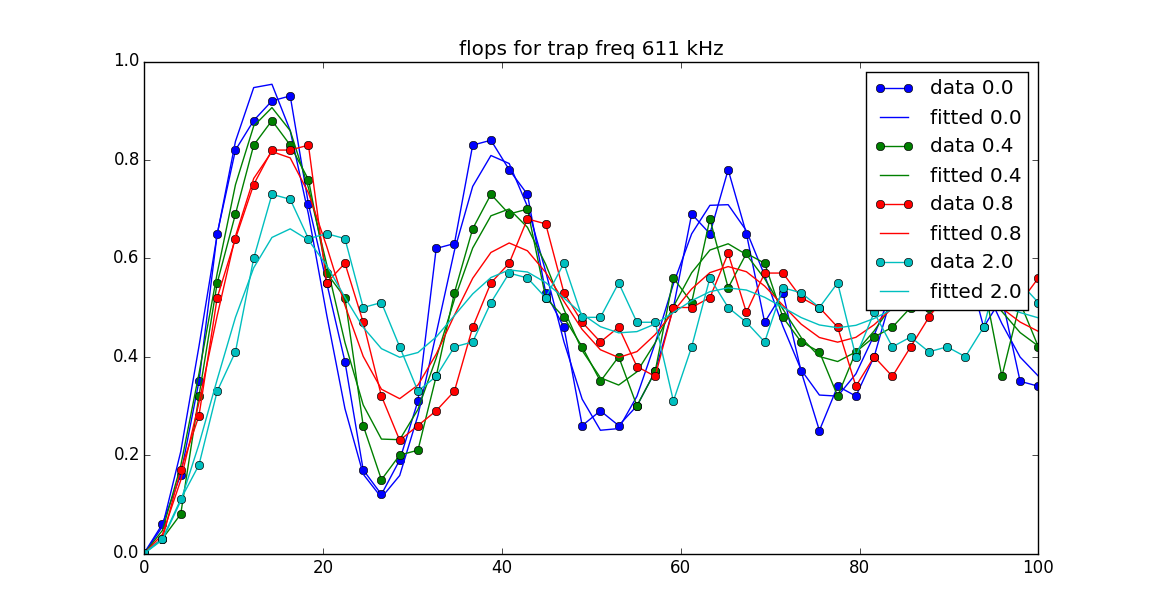 flops for trap freq 611 kHz
1.0
0.8
0.6
0.4
0.2
0.0
0
20
40
60
80
100
data 0.0
fitted 0.0
data 0.4
fitted 0.4
data 0.8
fitted 0.8
data 2.0
fitted 2.0